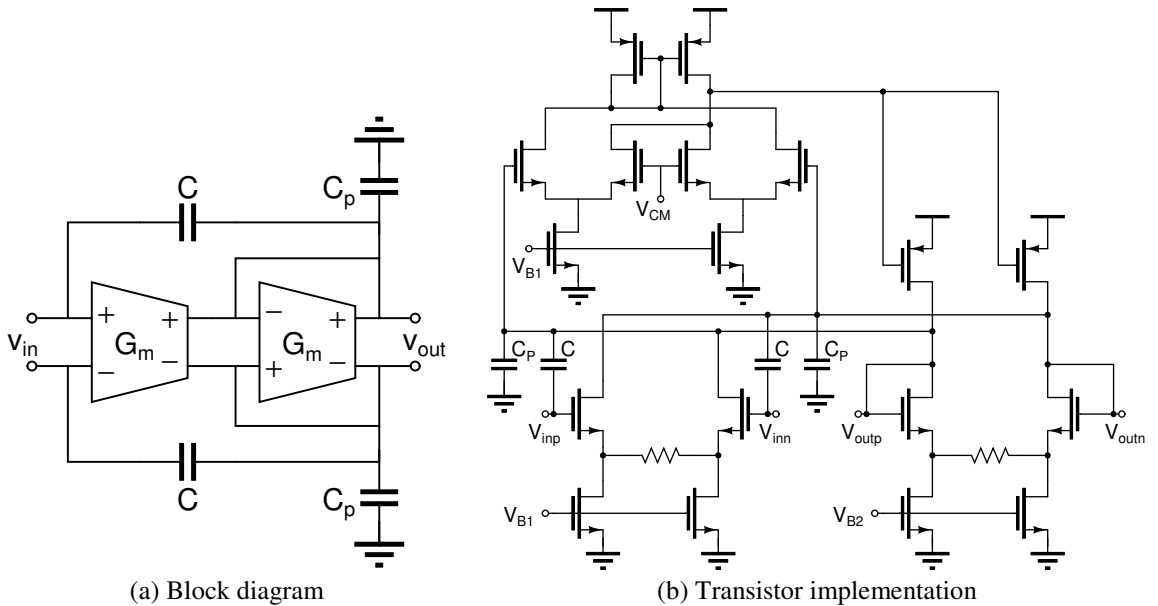 C
C_p
v_in
+
−
G_m
+
−
−
+
G_m
+
−
v_out
C
C_p
(a) Block diagram
V_CM
V_B1
C_P
C
C
C_P
V_inp
V_inn
V_outp
V_outn
V_B1
V_B2
(b) Transistor implementation